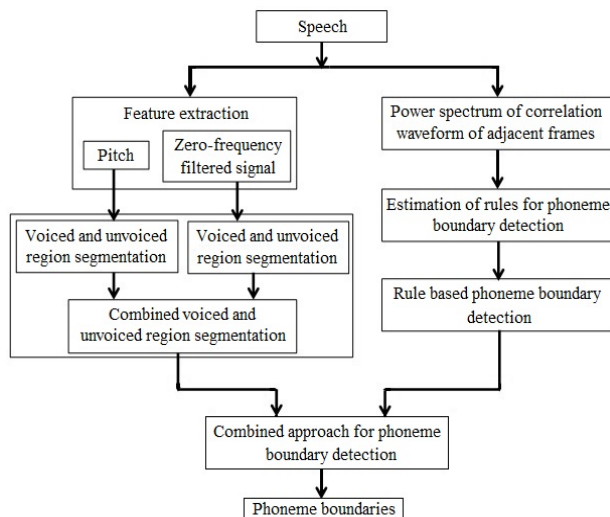 Speech
Feature extraction
Pitch
Zero-frequency
filtered signal
Voiced and unvoiced
region segmentation
Voiced and unvoiced
region segmentation
Combined voiced and
unvoiced region segmentation
Power spectrum of correlation
waveform of adjacent frames
Estimation of rules for phoneme
boundary detection
Rule based phoneme boundary
detection
Combined approach for phoneme
boundary detection
Phoneme boundaries